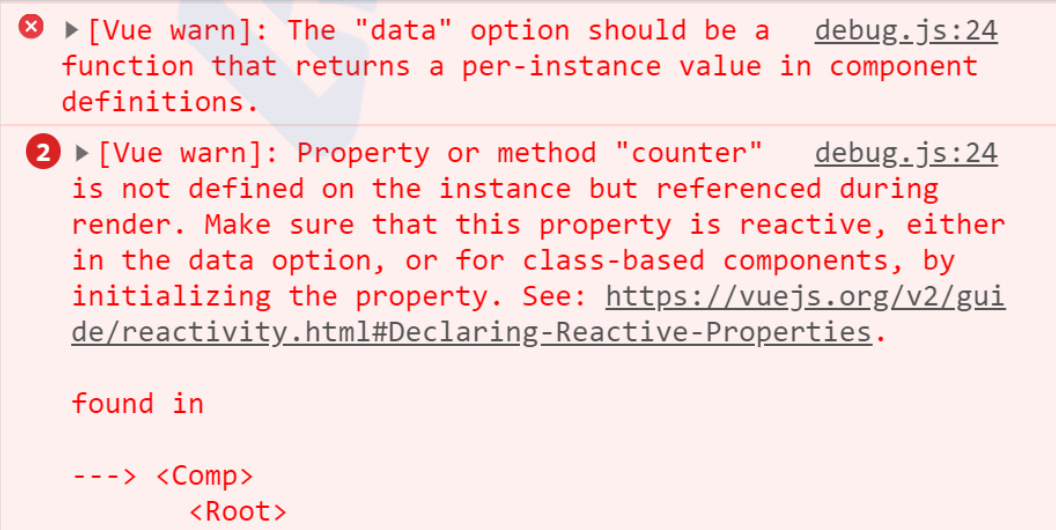 [Vue warn]: The "data" option should be a debug.js:24
function that returns a per-instance value in component
definitions.
2 [Vue warn]: Property or method "counter" debug.js:24
is not defined on the instance but referenced during
render. Make sure that this property is reactive, either
in the data option, or for class-based components, by
initializing the property. See: https://vuejs.org/v2/gui
de/reactivity.html#Declaring-Reactive-Properties.
found in
---> <Comp>
<Root>